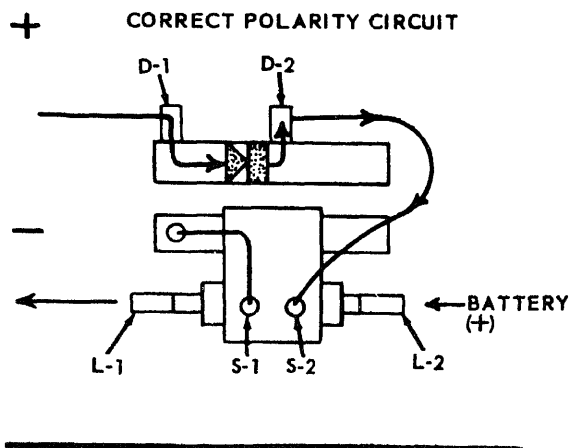 + CORRECT POLARITY CIRCUIT
D-1 D-2
−
BATTERY
(+)
L-1 S-1 S-2 L-2